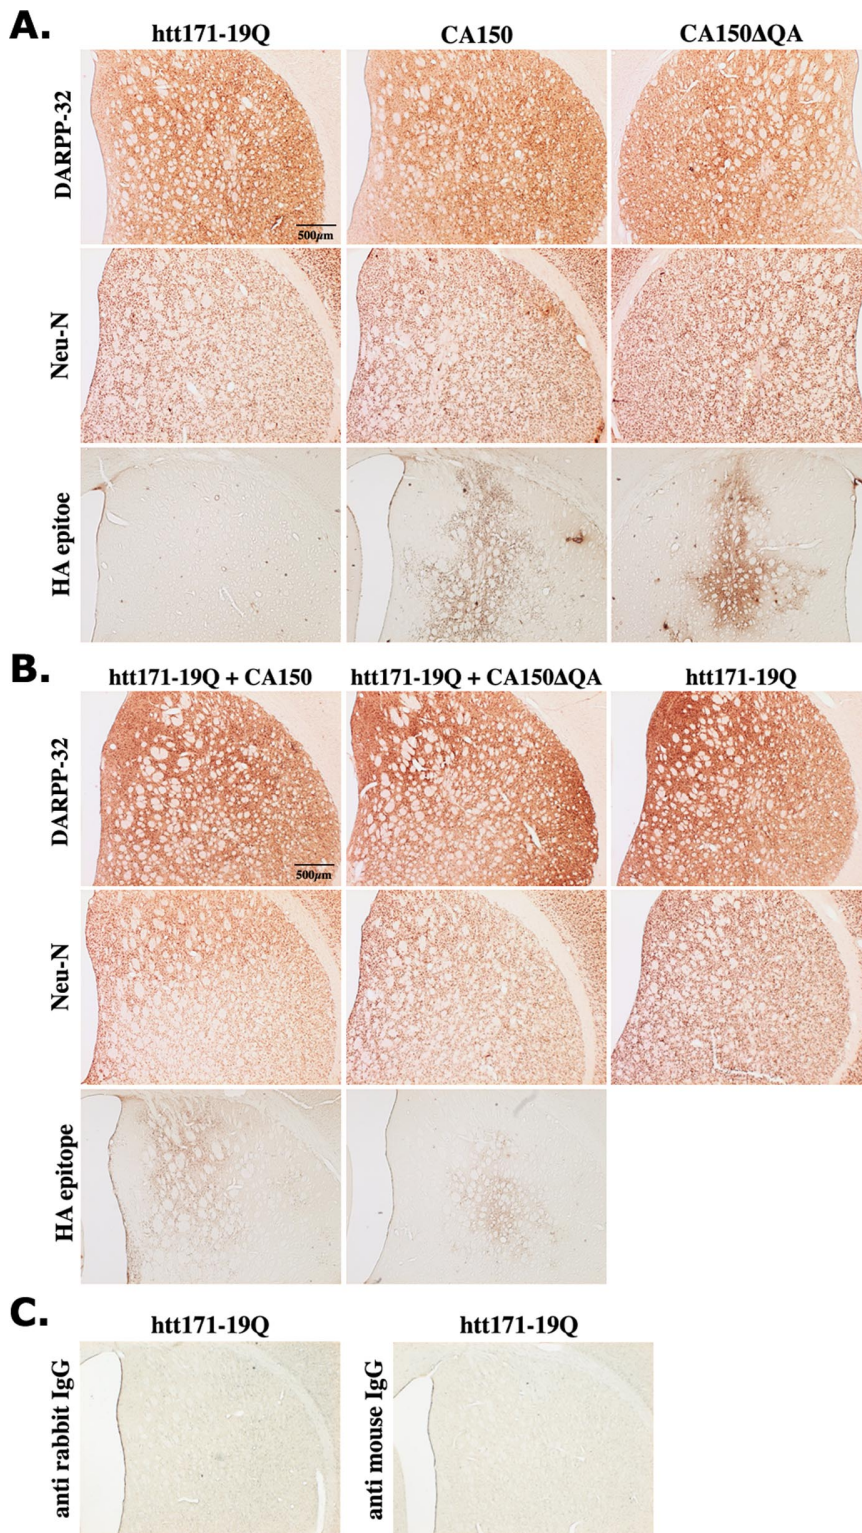 A.
htt171-19Q CA150 CA150ΔQA
DARPP-32
500µm
Neu-N
HA epitoe
B.
htt171-19Q + CA150 htt171-19Q + CA150ΔQA htt171-19Q
DARPP-32
500µm
Neu-N
HA epitope
C.
htt171-19Q htt171-19Q
anti rabbit IgG
anti mouse IgG